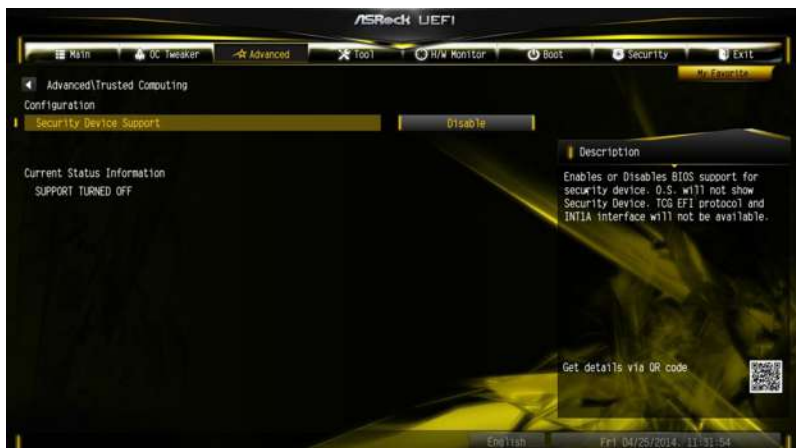 ASRock UEFI
Main
OC Tweaker
Advanced
Tool
H/W Monitor
Boot
Security
Exit
My Favorite
Advanced\Trusted Computing
Configuration
Security Device Support
Disable
Current Status Information
SUPPORT TURNED OFF
Description
Enables or Disables BIOS support for
security device. O.S. will not show
Security Device. TCG EFI protocol and
INT1A interface will not be available.
Get details via QR code
English
Fri 04/25/2014, 11:31:54